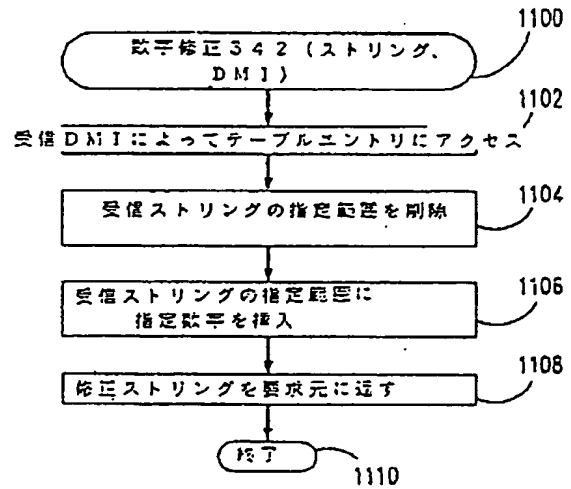 1100
数字修正342 (ストリング、
DMI)
1102
受信DMIによってテーブルエントリにアクセス
1104
受信ストリングの指定範囲を削除
1106
受信ストリングの指定範囲に
指定数字を挿入
1108
修正ストリングを要求元に返す
終了
1110